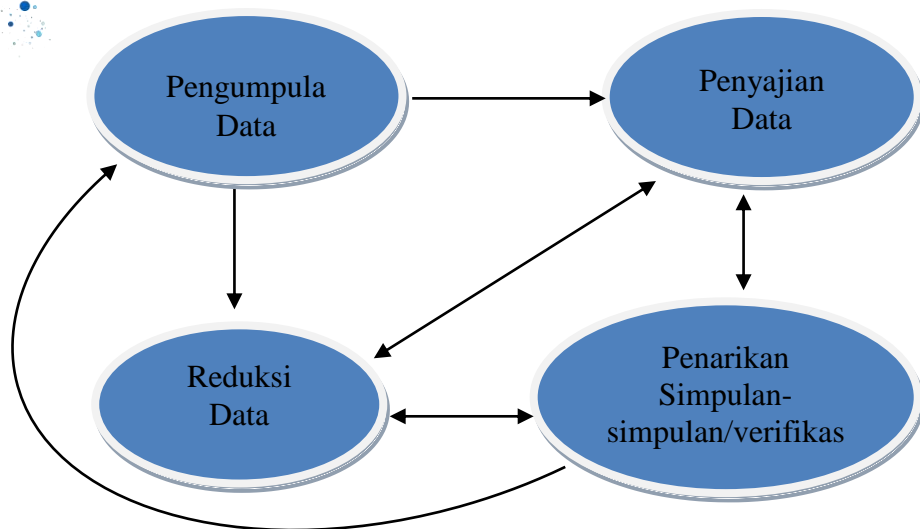 Pengumpula
Data
Penyajian
Data
Reduksi
Data
Penarikan
Simpulan-
simpulan/verifikas